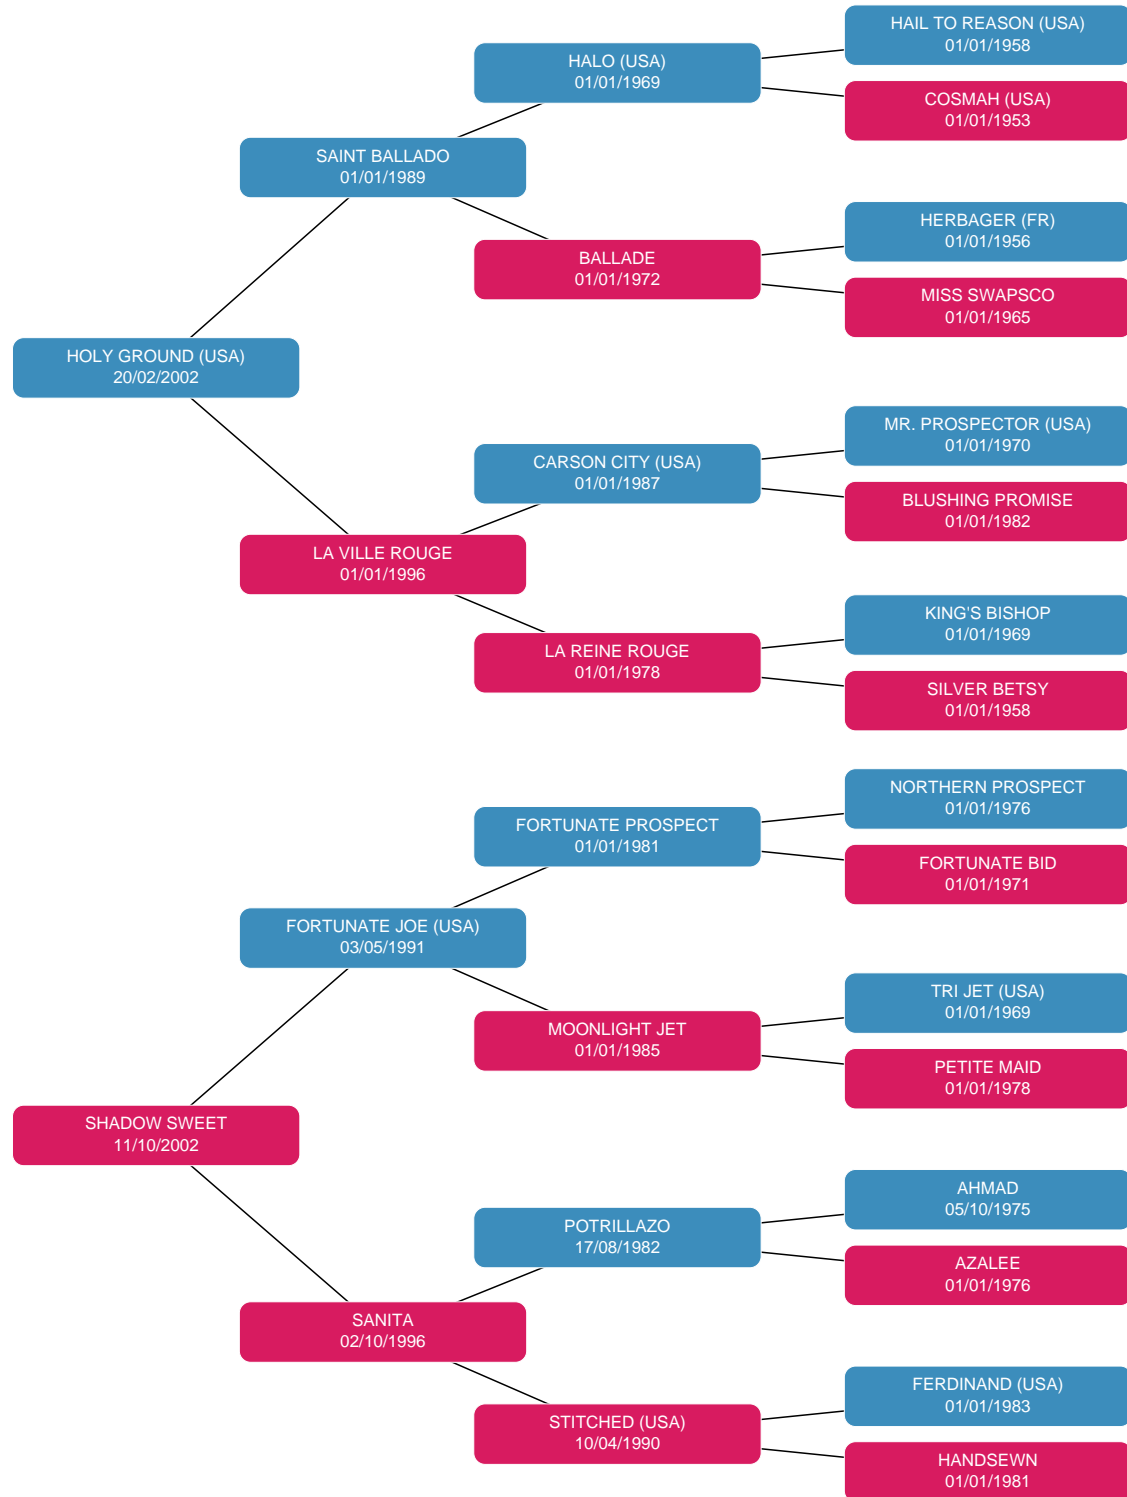 HAIL TO REASON (USA)
01/01/1958
HALO (USA)
01/01/1969
COSMAH (USA)
01/01/1953
SAINT BALLADO
01/01/1989
HERBAGER (FR)
01/01/1956
BALLADE
01/01/1972
MISS SWAPSCO
01/01/1965
HOLY GROUND (USA)
20/02/2002
MR. PROSPECTOR (USA)
01/01/1970
CARSON CITY (USA)
01/01/1987
BLUSHING PROMISE
01/01/1982
LA VILLE ROUGE
01/01/1996
KING'S BISHOP
01/01/1969
LA REINE ROUGE
01/01/1978
SILVER BETSY
01/01/1958
NORTHERN PROSPECT
01/01/1976
FORTUNATE PROSPECT
01/01/1981
FORTUNATE BID
01/01/1971
FORTUNATE JOE (USA)
03/05/1991
TRI JET (USA)
01/01/1969
MOONLIGHT JET
01/01/1985
PETITE MAID
01/01/1978
SHADOW SWEET
11/10/2002
AHMAD
05/10/1975
POTRILLAZO
17/08/1982
AZALEE
01/01/1976
SANITA
02/10/1996
FERDINAND (USA)
01/01/1983
STITCHED (USA)
10/04/1990
HANDSEWN
01/01/1981